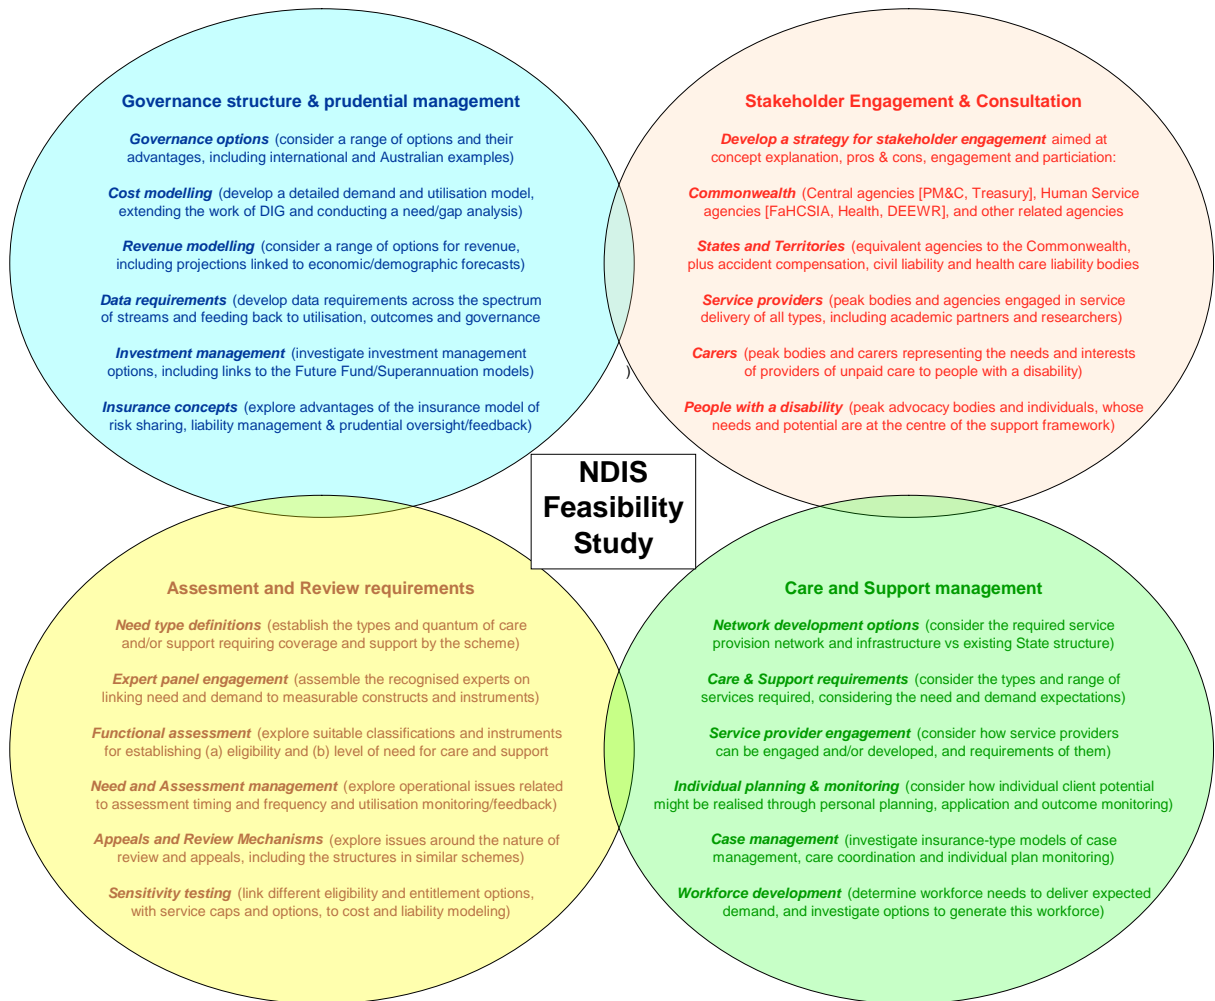 Governance structure & prudential management
Governance options (consider a range of options and their
advantages, including international and Australian examples)
Cost modelling (develop a detailed demand and utilisation model,
extending the work of DIG and conducting a need/gap analysis)
Revenue modelling (consider a range of options for revenue,
including projections linked to economic/demographic forecasts)
Data requirements (develop data requirements across the spectrum
of streams and feeding back to utilisation, outcomes and governance
Investment management (investigate investment management
options, including links to the Future Fund/Superannuation models)
)
Insurance concepts (explore advantages of the insurance model of
risk sharing, liability management & prudential oversight/feedback)
Stakeholder Engagement & Consultation
Develop a strategy for stakeholder engagement aimed at
concept explanation, pros & cons, engagement and particiation:
Commonwealth (Central agencies [PM&C, Treasury], Human Service
agencies [FaHCSIA, Health, DEEWR], and other related agencies
States and Territories (equivalent agencies to the Commonwealth,
plus accident compensation, civil liability and health care liability bodies
Service providers (peak bodies and agencies engaged in service
delivery of all types, including academic partners and researchers)
Carers (peak bodies and carers representing the needs and interests
of providers of unpaid care to people with a disability)
People with a disability (peak advocacy bodies and individuals, whose
needs and potential are at the centre of the support framework)
NDIS
Feasibility
Study
Assesment and Review requirements
Need type definitions (establish the types and quantum of care
and/or support requiring coverage and support by the scheme)
Expert panel engagement (assemble the recognised experts on
linking need and demand to measurable constructs and instruments)
Functional assessment (explore suitable classifications and instruments
for establishing (a) eligibility and (b) level of need for care and support
Need and Assessment management (explore operational issues related
to assessment timing and frequency and utilisation monitoring/feedback)
Appeals and Review Mechanisms (explore issues around the nature of
review and appeals, including the structures in similar schemes)
Sensitivity testing (link different eligibility and entitlement options,
with service caps and options, to cost and liability modeling)
Care and Support management
Network development options (consider the required service
provision network and infrastructure vs existing State structure)
Care & Support requirements (consider the types and range of
services required, considering the need and demand expectations)
Service provider engagement (consider how service providers
can be engaged and/or developed, and requirements of them)
Individual planning & monitoring (consider how individual client potential
might be realised through personal planning, application and outcome monitoring)
Case management (investigate insurance-type models of case
management, care coordination and individual plan monitoring)
Workforce development (determine workforce needs to deliver expected
demand, and investigate options to generate this workforce)